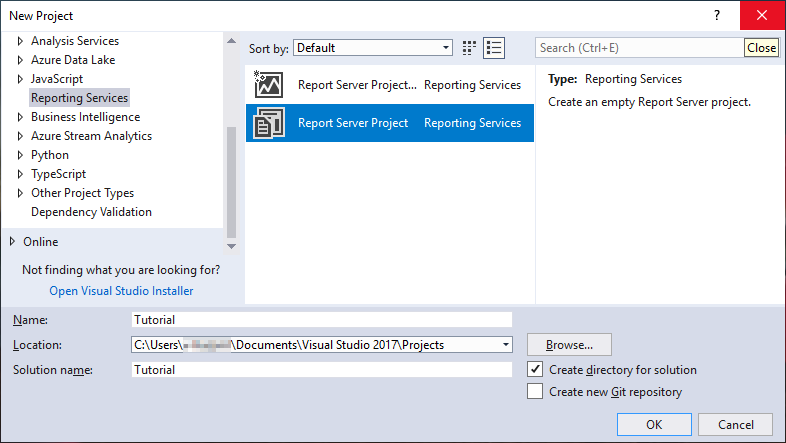 New Project
?
Analysis Services
Azure Data Lake
JavaScript
Reporting Services
Business Intelligence
Azure Stream Analytics
Python
TypeScript
Other Project Types
Dependency Validation
Online
Not finding what you are looking for?
Open Visual Studio Installer
Sort by: Default
Search (Ctrl+E)
Close
Report Server Project... Reporting Services
Report Server Project Reporting Services
Type: Reporting Services
Create an empty Report Server project.
Name: Tutorial
Location: C:\Users\ \Documents\Visual Studio 2017\Projects
Browse...
Solution name: Tutorial
Create directory for solution
Create new Git repository
OK Cancel